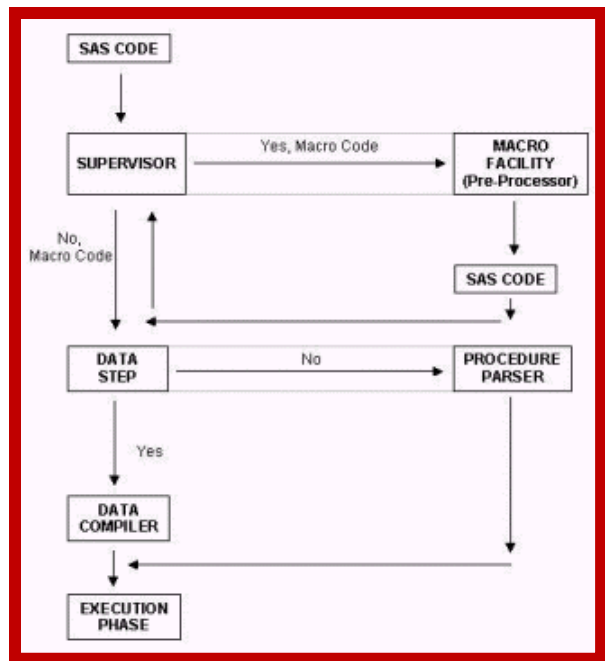 SAS CODE
SUPERVISOR
Yes, Macro Code
MACRO
FACILITY
(Pre-Processor)
No,
Macro Code
SAS CODE
DATA
STEP
No
PROCEDURE
PARSER
Yes
DATA
COMPILER
EXECUTION
PHASE